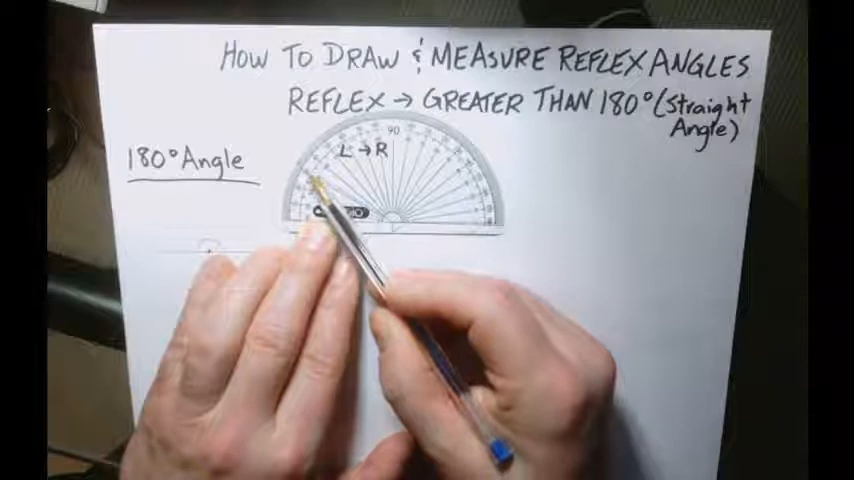 HOW TO DRAW & MEASURE REFLEX ANGLES
REFLEX → GREATER THAN 180° (Straight
Angle)
180° Angle
90
L → R